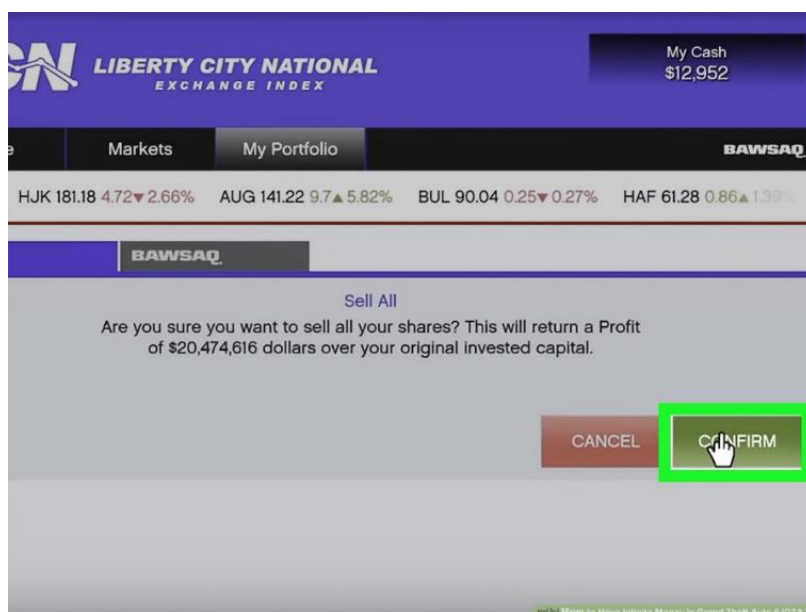 CN LIBERTY CITY NATIONAL
EXCHANGE INDEX
My Cash
$12,952
Markets My Portfolio BAWSAQ
HJK 181.18 4.72▼ 2.66% AUG 141.22 9.7▲ 5.82% BUL 90.04 0.25▼ 0.27% HAF 61.28 0.86▲ 1.39%
BAWSAQ
Sell All
Are you sure you want to sell all your shares? This will return a Profit
of $20,474,616 dollars over your original invested capital.
CANCEL CONFIRM